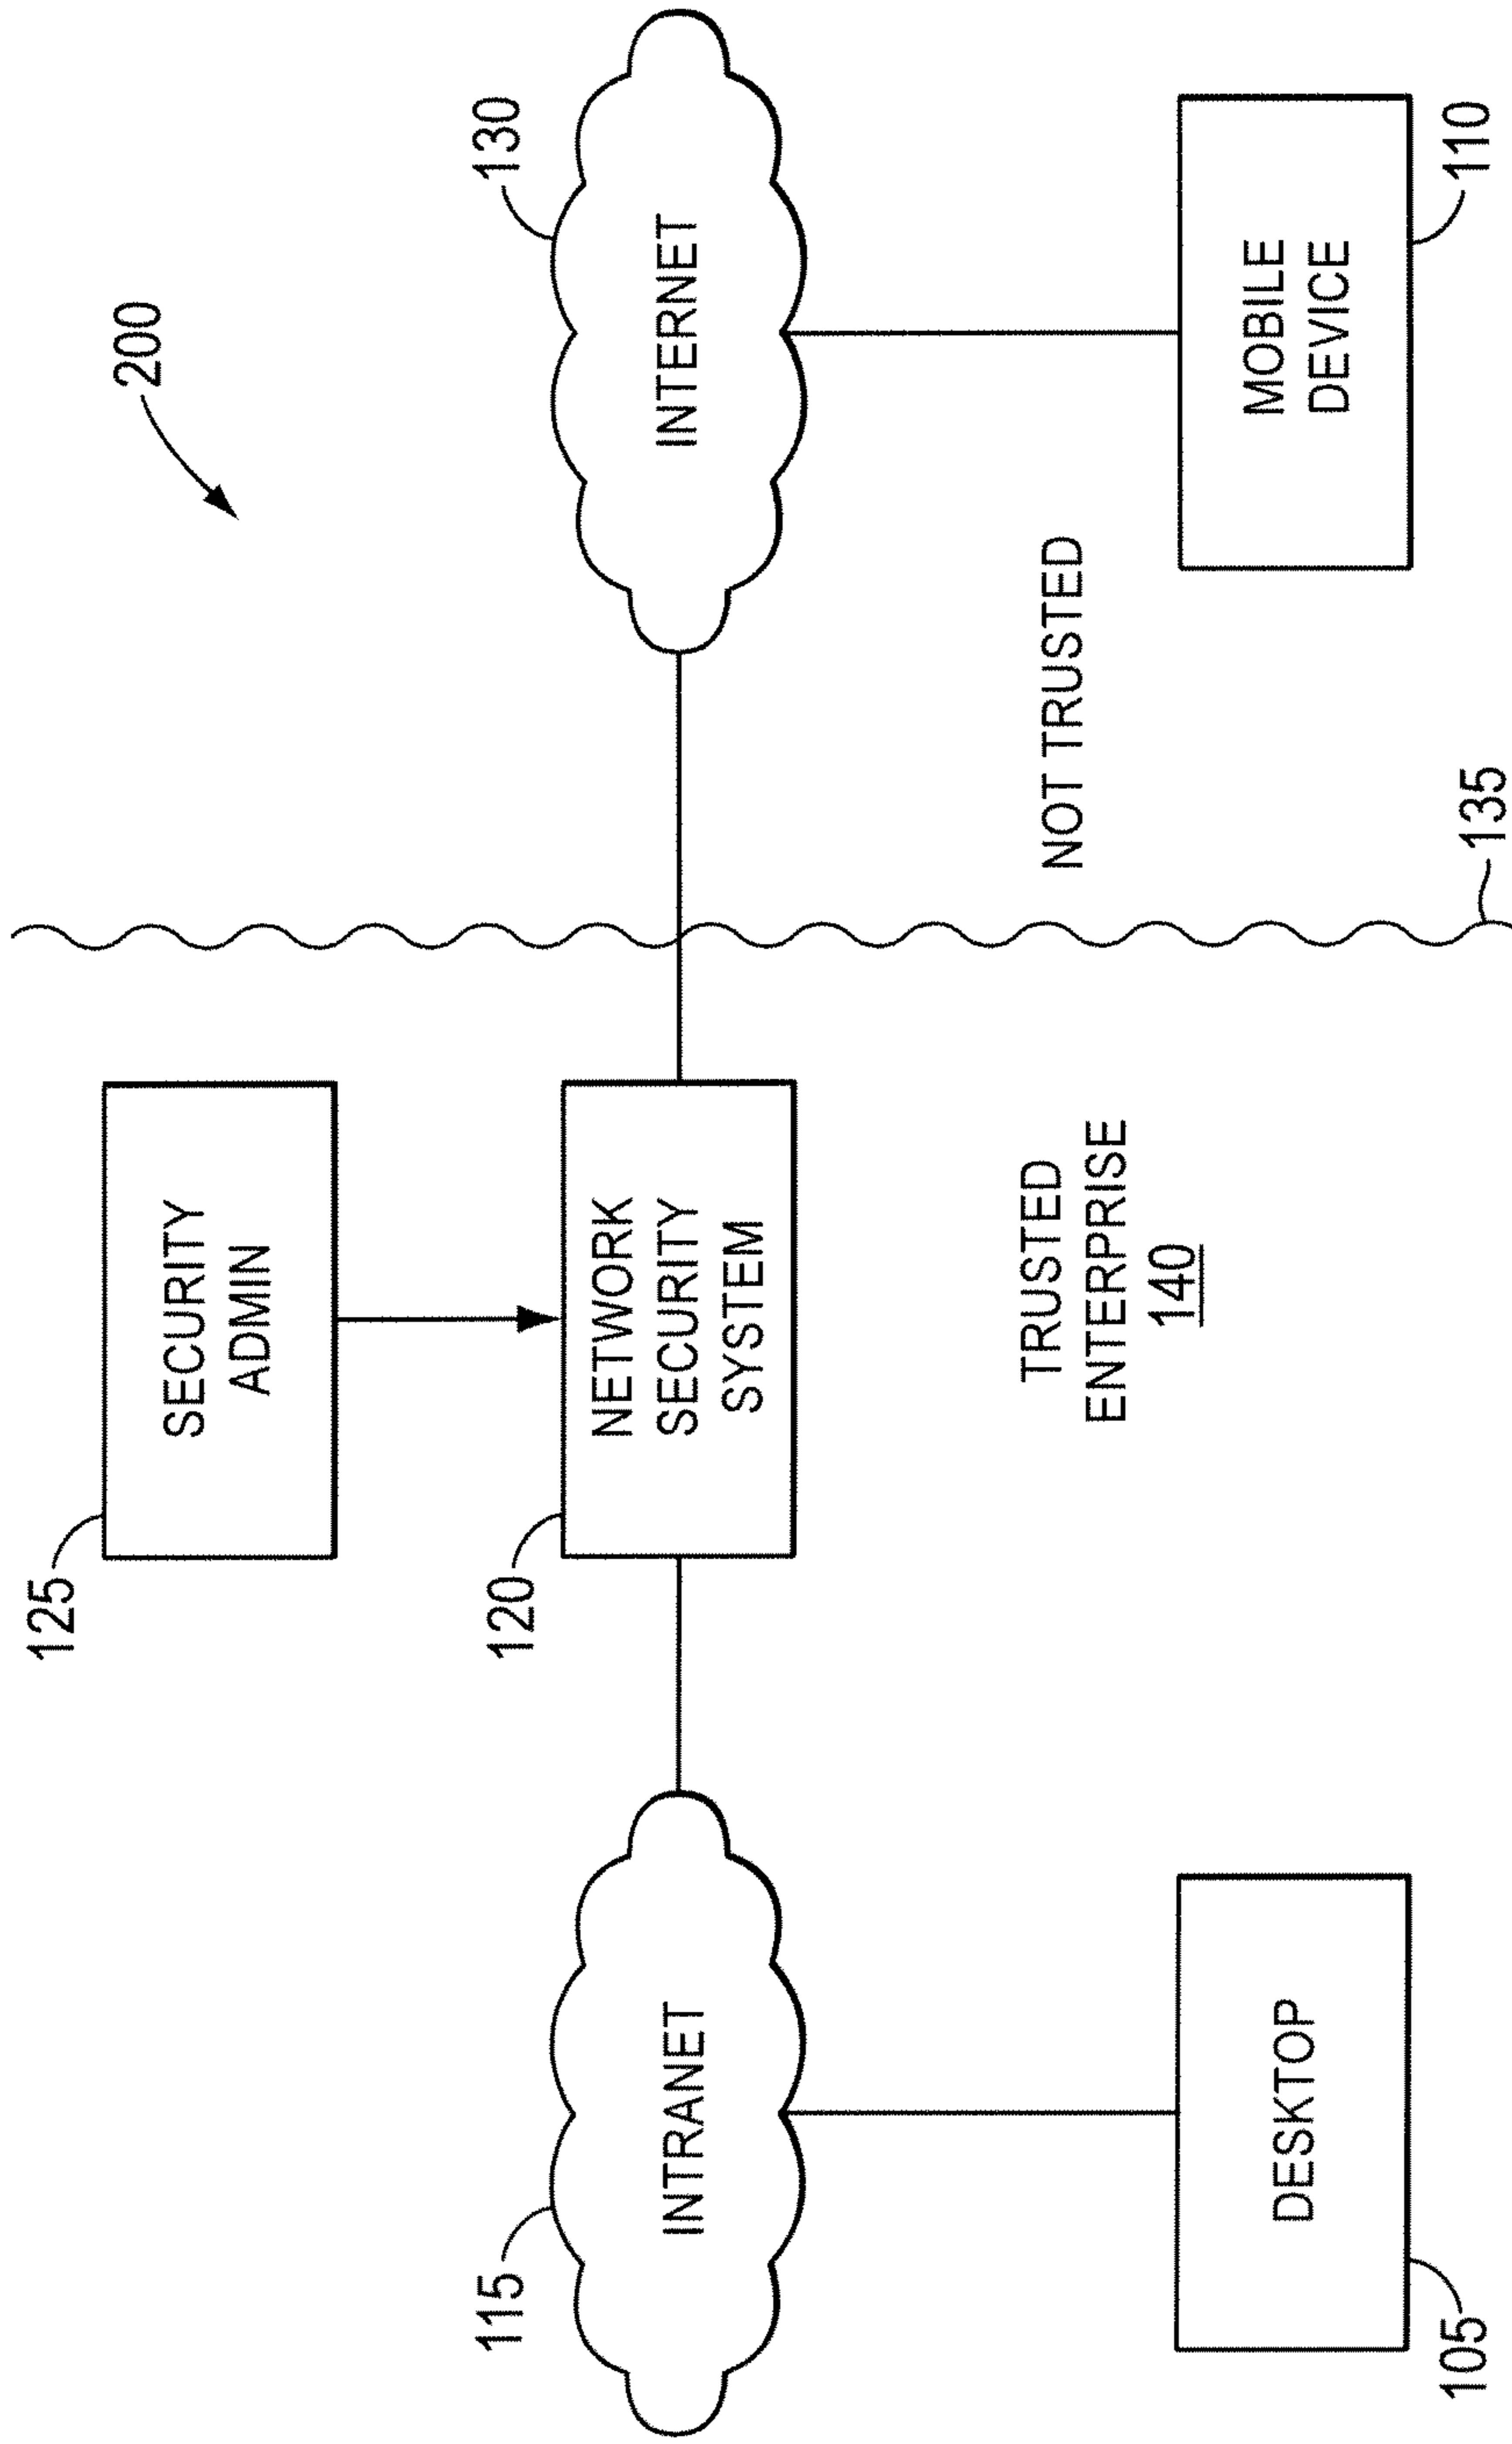 200
125
SECURITY
ADMIN
115
INTRANET
120
NETWORK
SECURITY
SYSTEM
130
INTERNET
TRUSTED
ENTERPRISE
140
NOT TRUSTED
DESKTOP
105
MOBILE
DEVICE
110
135